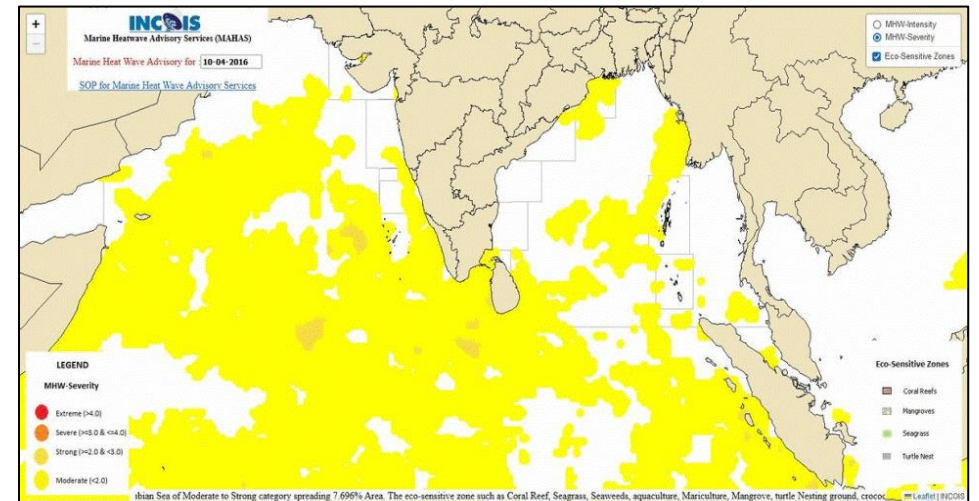 +
−
INCOIS
Marine Heatwave Advisory Services (MAHAS)
Marine Heat Wave Advisory for : 10-04-2016
SOP for Marine Heat Wave Advisory Services
MHW-Intensity
MHW-Severity
Eco-Sensitive Zones
LEGEND
MHW-Severity
Extreme (>4.0)
Severe (>=3.0 & <=4.0)
Strong (>=2.0 & <3.0)
Moderate (<2.0)
Eco-Sensitive Zones
Coral Reefs
Mangroves
Seagrass
Turtle Nest
bian Sea of Moderate to Strong category spreading 7.696% Area. The eco-sensitive zone such as Coral Reef, Seagrass, Seaweeds, aquaculture, Mariculture, Mangrove, turtle Nesting ground, croco
Leaflet | INCOIS